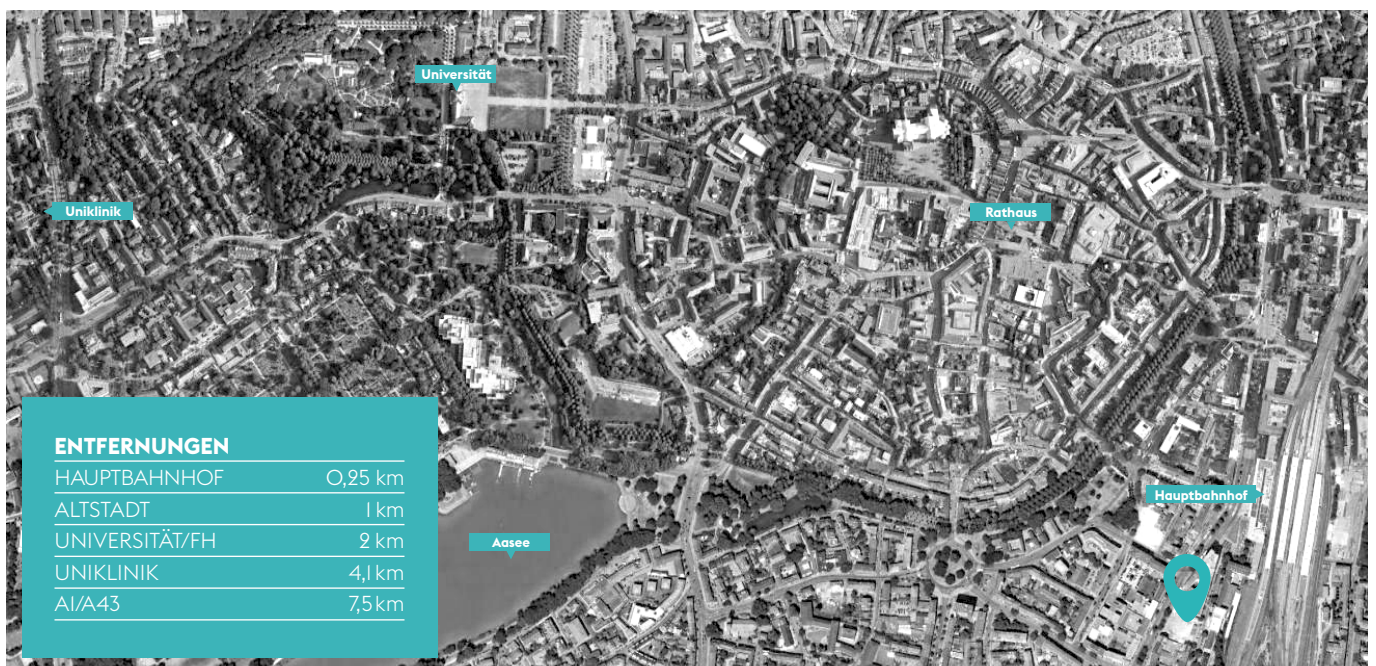 Universität
Uniklinik
Rathaus
ENTFERNUNGEN
HAUPTBAHNHOF 0,25 km
ALTSTADT 1 km
UNIVERSITÄT/FH 2 km
UNIKLINIK 4,1 km
A1/A43 7,5 km
Hauptbahnhof
Aasee